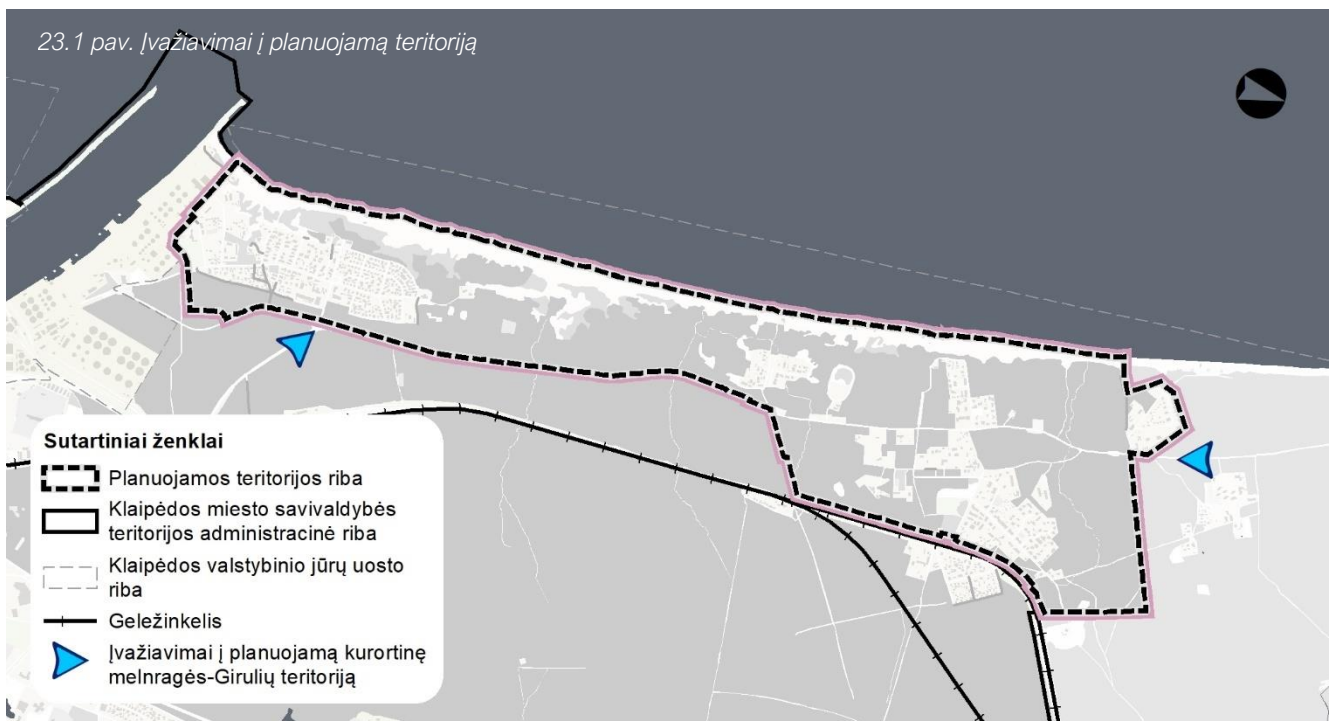 23.1 pav. Įvažiavimai į planuojamą teritoriją
Sutartiniai ženklai
Planuojamos teritorijos riba
Klaipėdos miesto savivaldybės
teritorijos administracinė riba
Klaipėdos valstybinio jūrų uosto
riba
Geležinkelis
Įvažiavimai į planuojamą kurortinę
melnragės-Girulių teritoriją